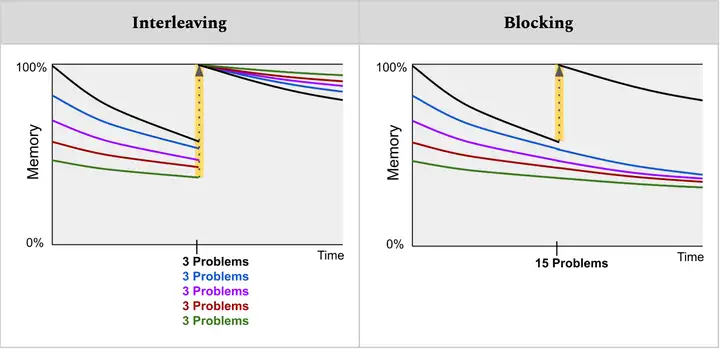 Interleaving
Blocking
100%
Memory
0%
Time
3 Problems
3 Problems
3 Problems
3 Problems
3 Problems
100%
Memory
0%
Time
15 Problems